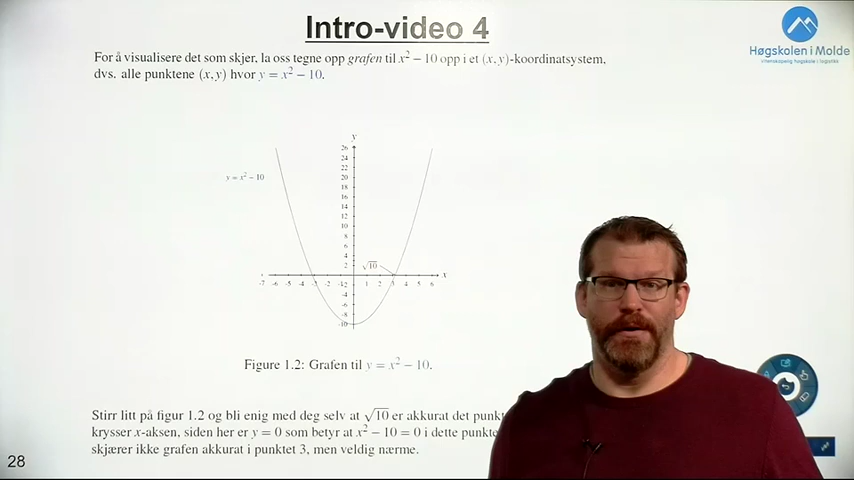 Intro-video 4
Høgskolen i Molde
Vitenskapelig høgskole i logistikk
For å visualisere det som skjer, la oss tegne opp grafen til x² − 10 opp i et (x, y)-koordinatsystem,
dvs. alle punktene (x, y) hvor y = x² − 10.
y
26
24
22
20
18
16
14
12
10
8
6
4
2
y = x² − 10
√10
x
-7 -6 -5 -4 -3 -2 -1 1 2 3 4 5 6
-2
-4
-6
-8
-10
Figure 1.2: Grafen til y = x² − 10.
Stirr litt på figur 1.2 og bli enig med deg selv at √10 er akkurat det punkt
krysser x-aksen, siden her er y = 0 som betyr at x² − 10 = 0 i dette punkte
skjærer ikke grafen akkurat i punktet 3, men veldig nærme.
28